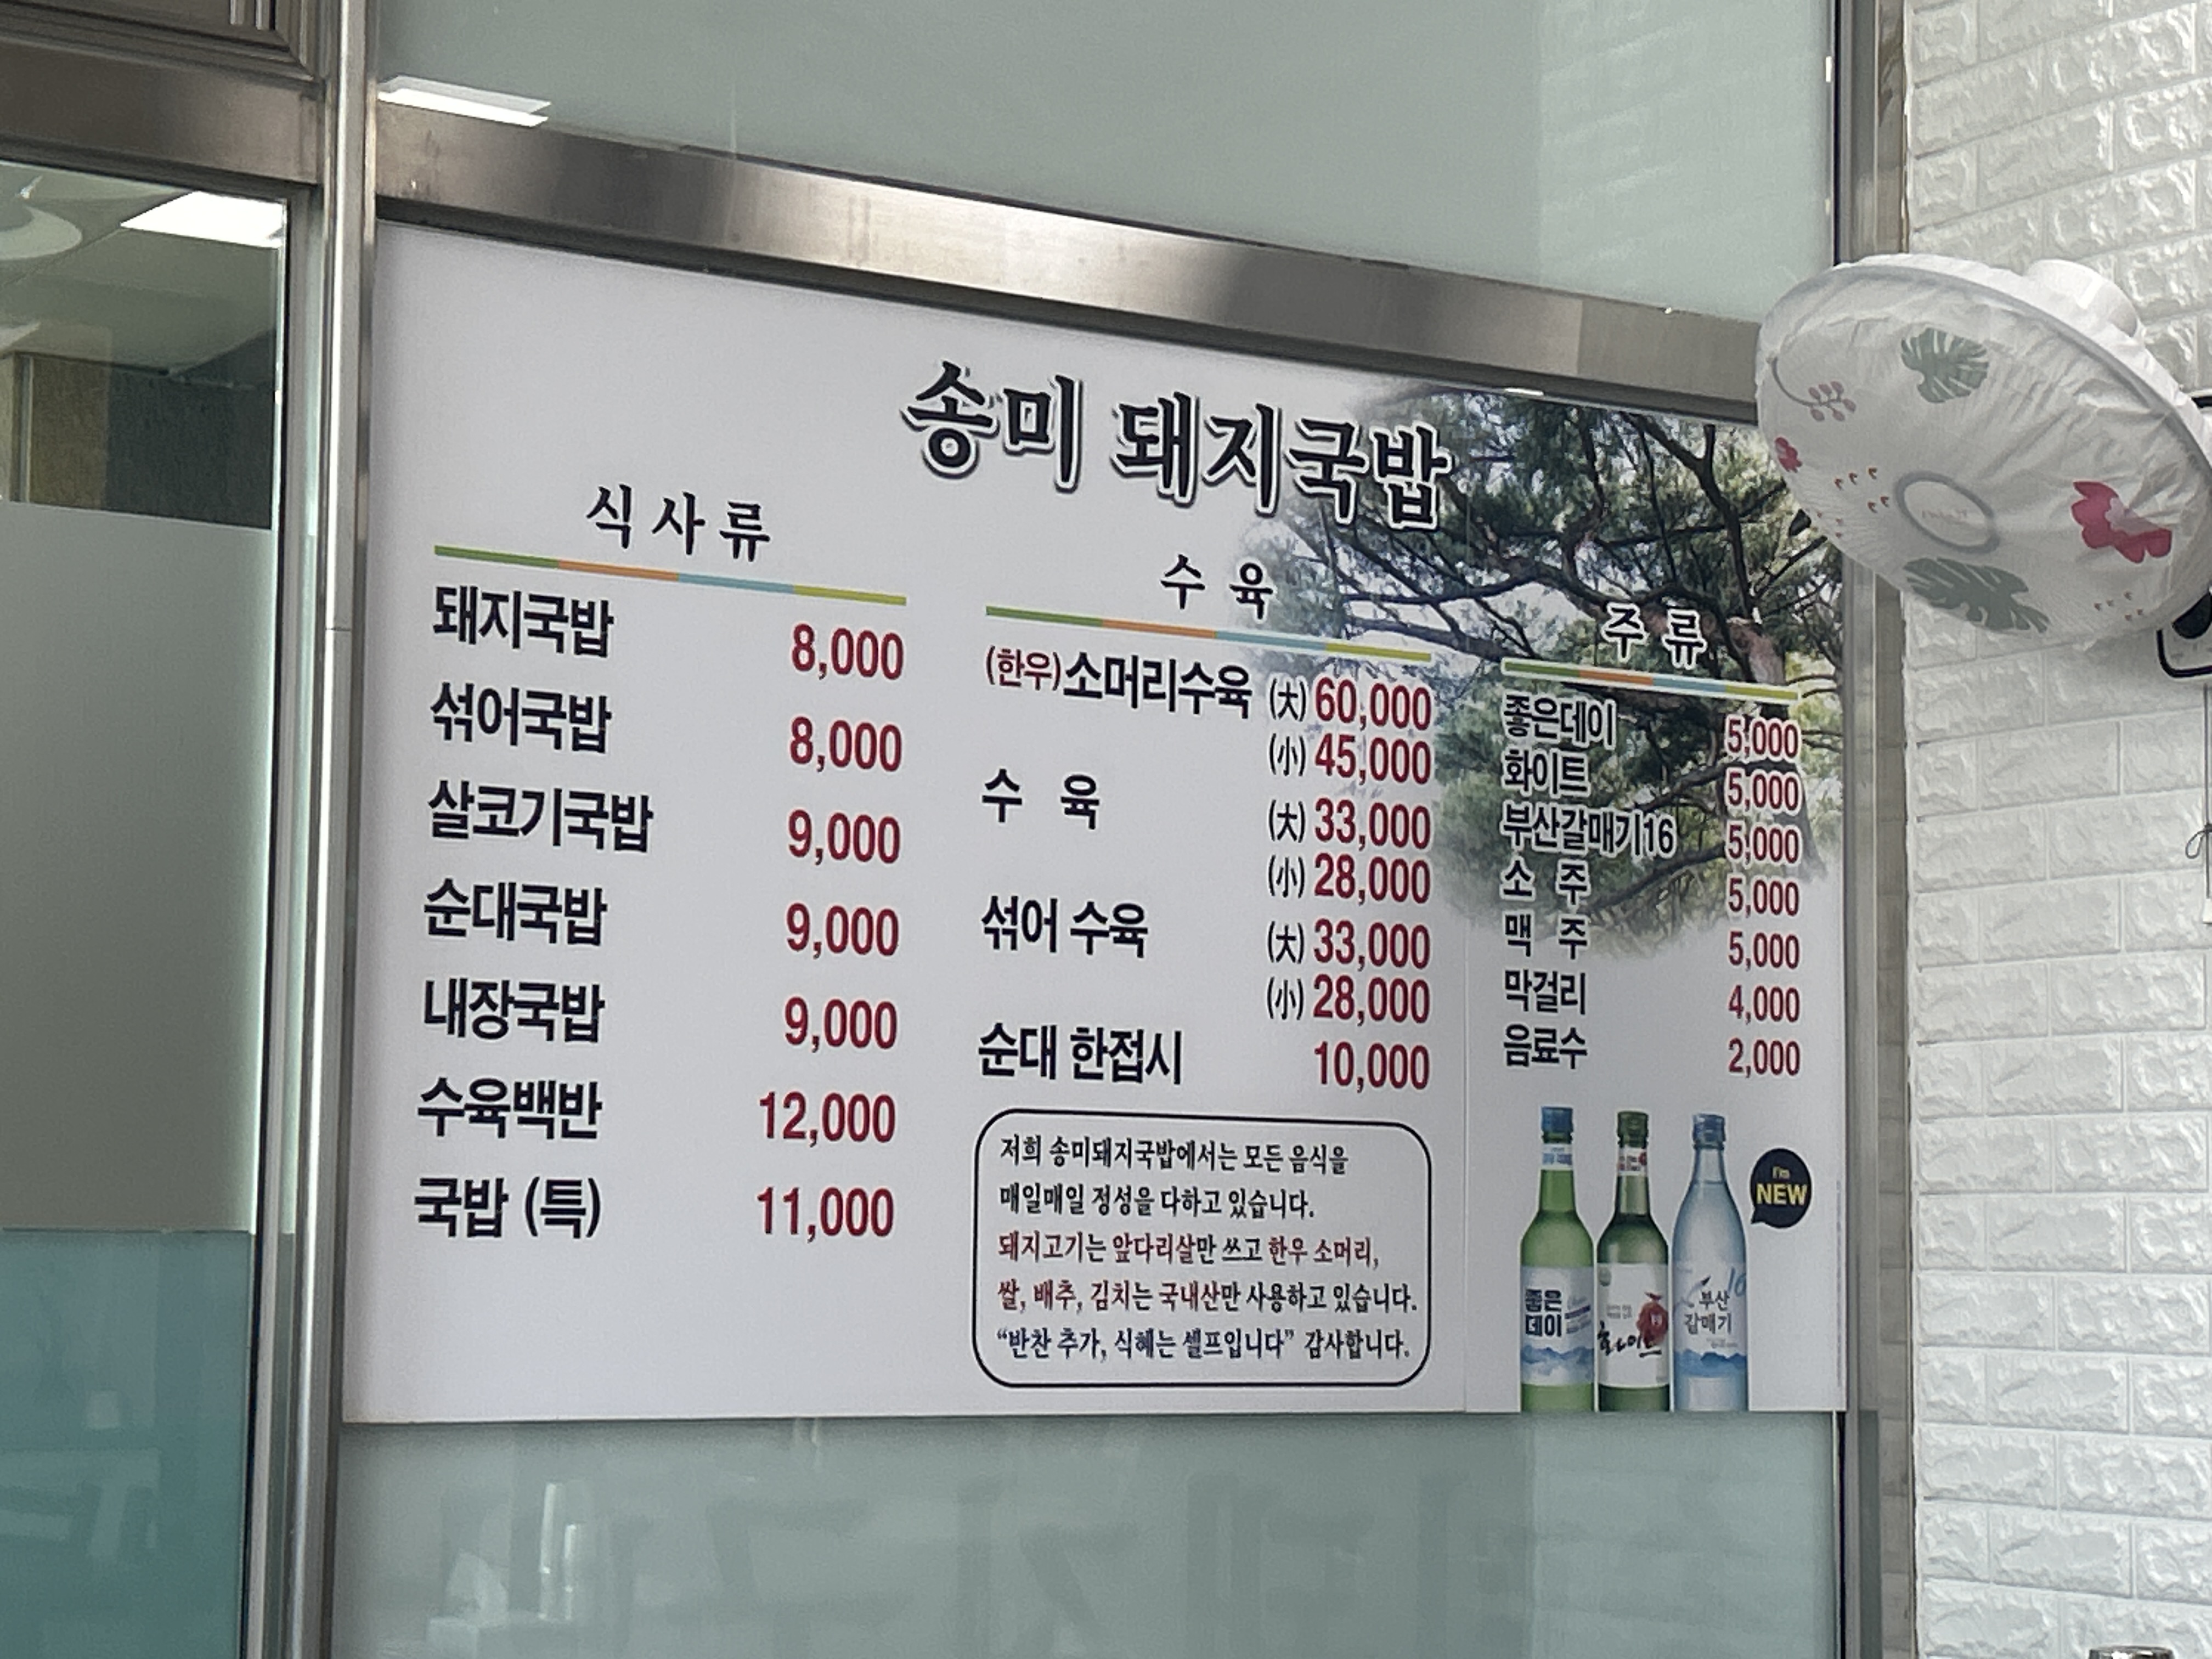 송미 돼지국밥
식사류
돼지국밥 8,000
섞어국밥 8,000
살코기국밥 9,000
순대국밥 9,000
내장국밥 9,000
수육백반 12,000
국밥 (특) 11,000
수육
(한우)소머리수육 (大) 60,000
(小) 45,000
수 육 (大) 33,000
(小) 28,000
섞어 수육 (大) 33,000
(小) 28,000
순대 한접시 10,000
저희 송미돼지국밥에서는 모든 음식을
매일매일 정성을 다하고 있습니다.
돼지고기는 앞다리살만 쓰고 한우 소머리,
쌀, 배추, 김치는 국내산만 사용하고 있습니다.
“반찬 추가, 식혜는 셀프입니다” 감사합니다.
주류
좋은데이 5,000
화이트 5,000
부산갈매기16 5,000
소 주 5,000
맥 주 5,000
막걸리 4,000
음료수 2,000
I'm
NEW
좋은
데이
화이트
16
부산
갈매기